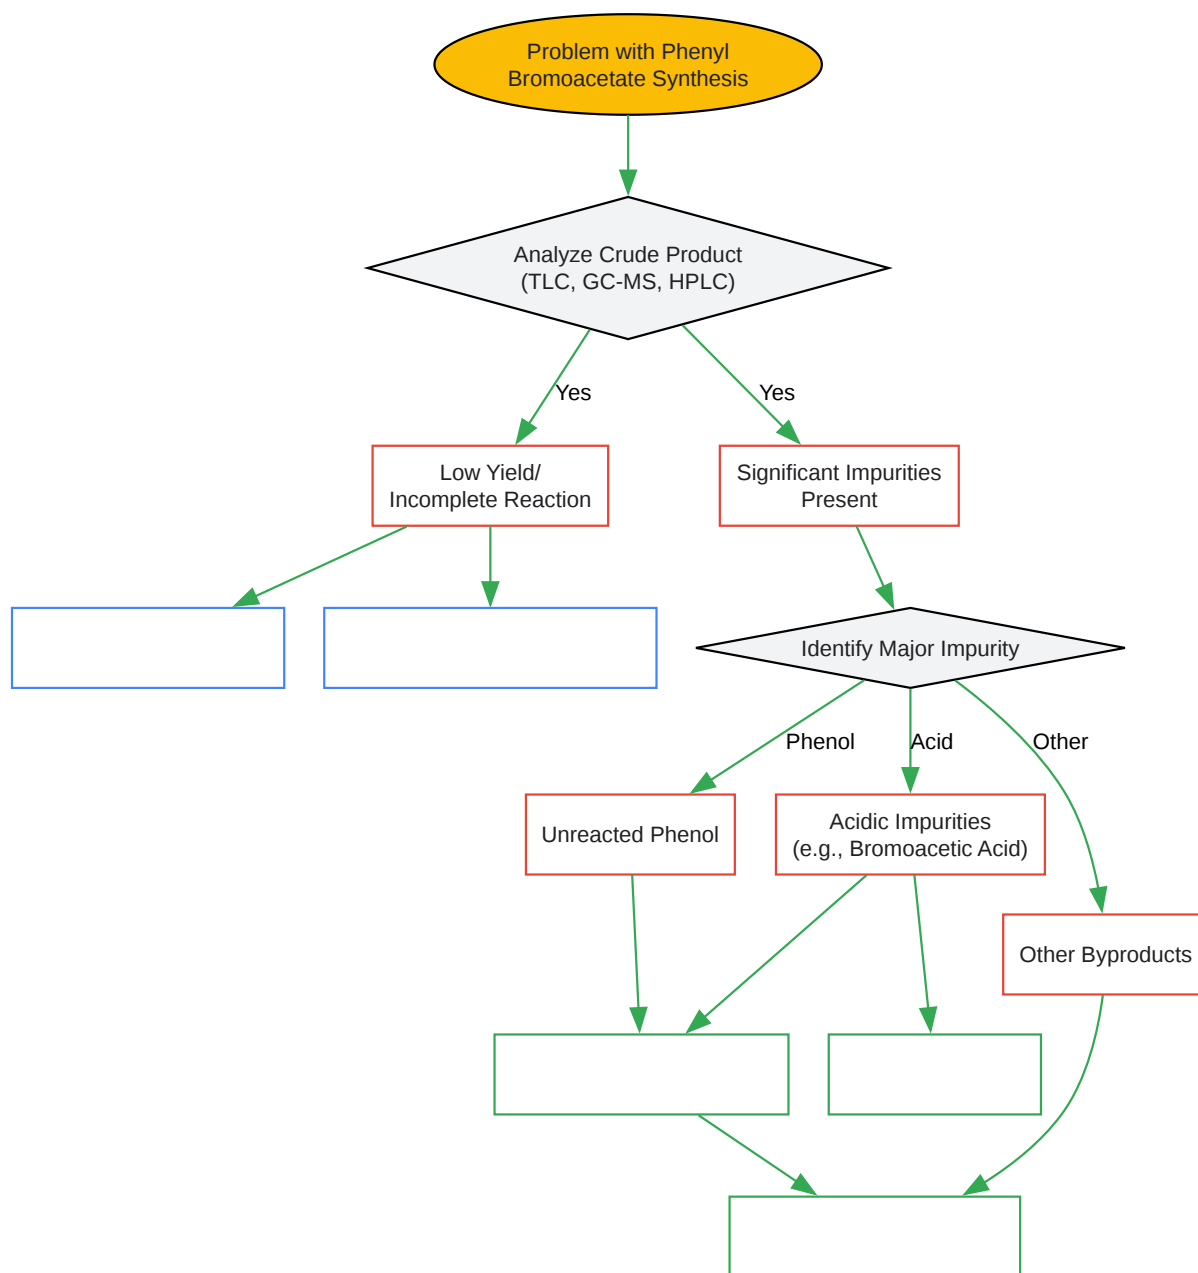 Problem with Phenyl
Bromoacetate Synthesis
Analyze Crude Product
(TLC, GC-MS, HPLC)
Yes
Yes
Low Yield/
Incomplete Reaction
Significant Impurities
Present
Identify Major Impurity
Phenol
Acid
Other
Unreacted Phenol
Acidic Impurities
(e.g., Bromoacetic Acid)
Other Byproducts